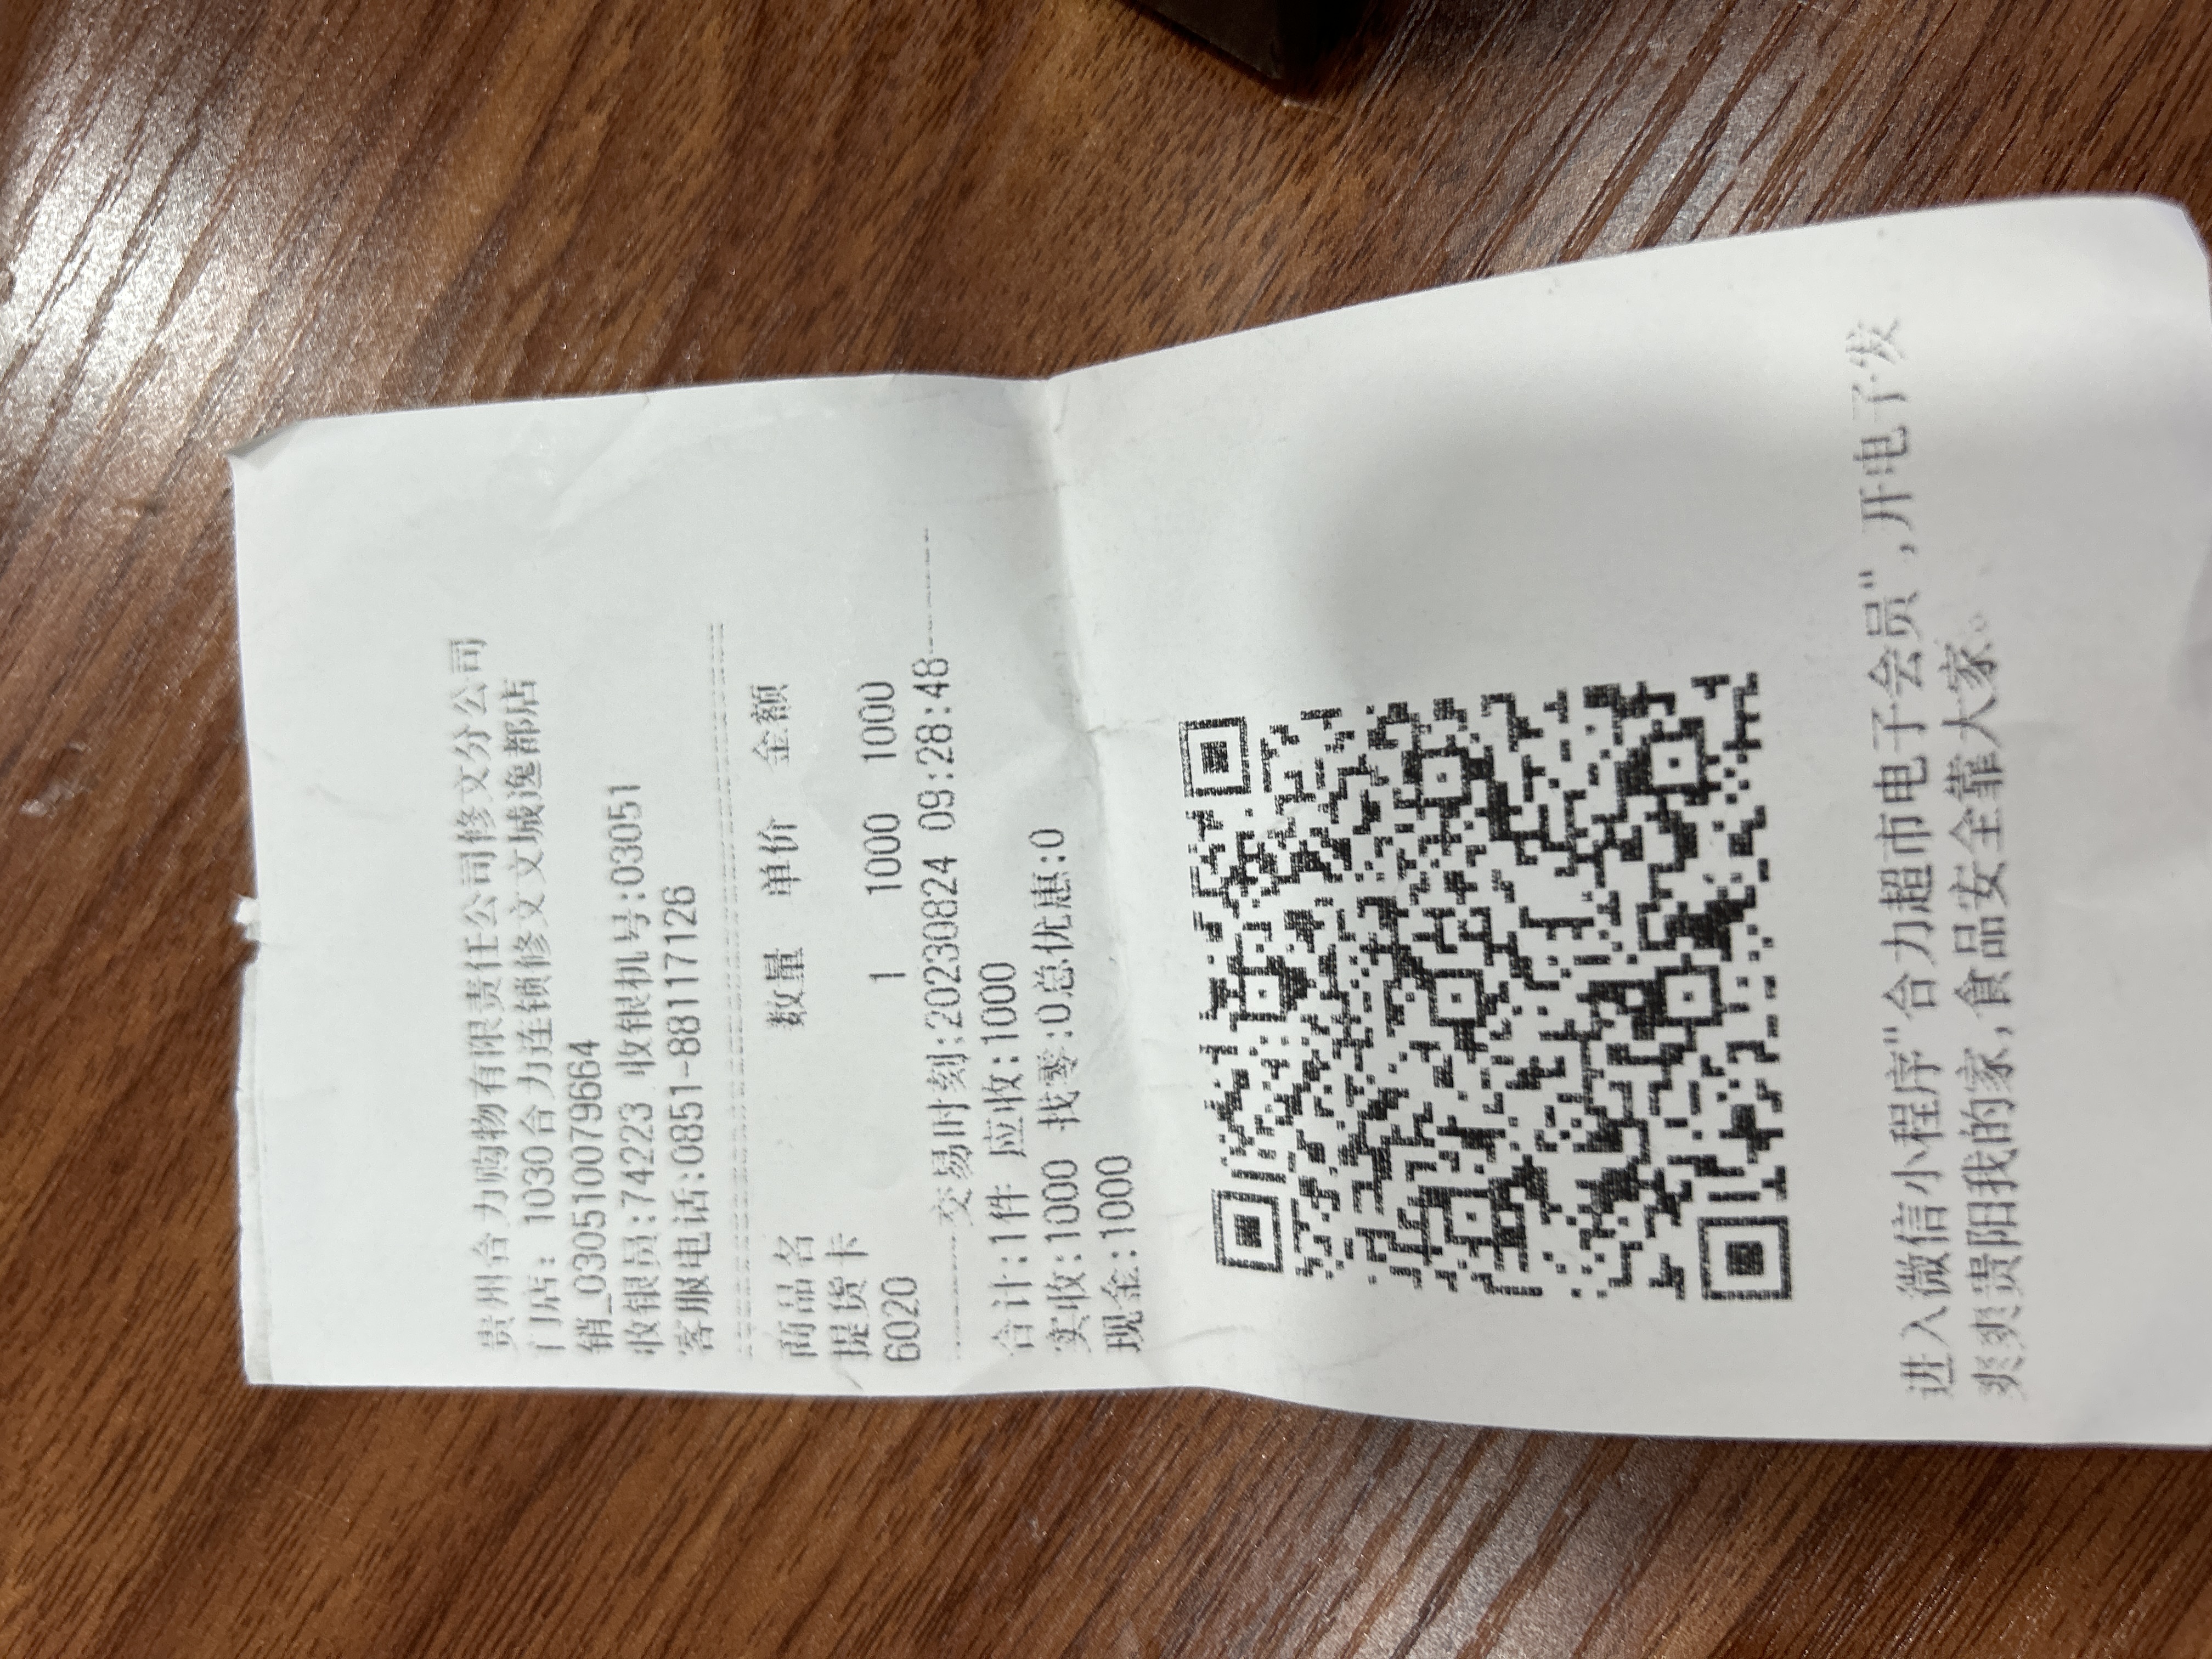 贵州合力购物有限责任公司修文分公司
门店: 1030合力连锁修文文城逸都店
销_030510079664
收银员:74223 收银机号:03051
客服电话:0851-88117126
商品名 数量 单价 金额
提货卡
6020 1 1000 1000
交易时刻:20230824 09:28:48
合计:1件 应收:1000
实收:1000 找零:0总优惠:0
现金:1000
进入微信小程序"合力超市电子会员",开电子发
爽爽贵阳我的家,食品安全靠大家。